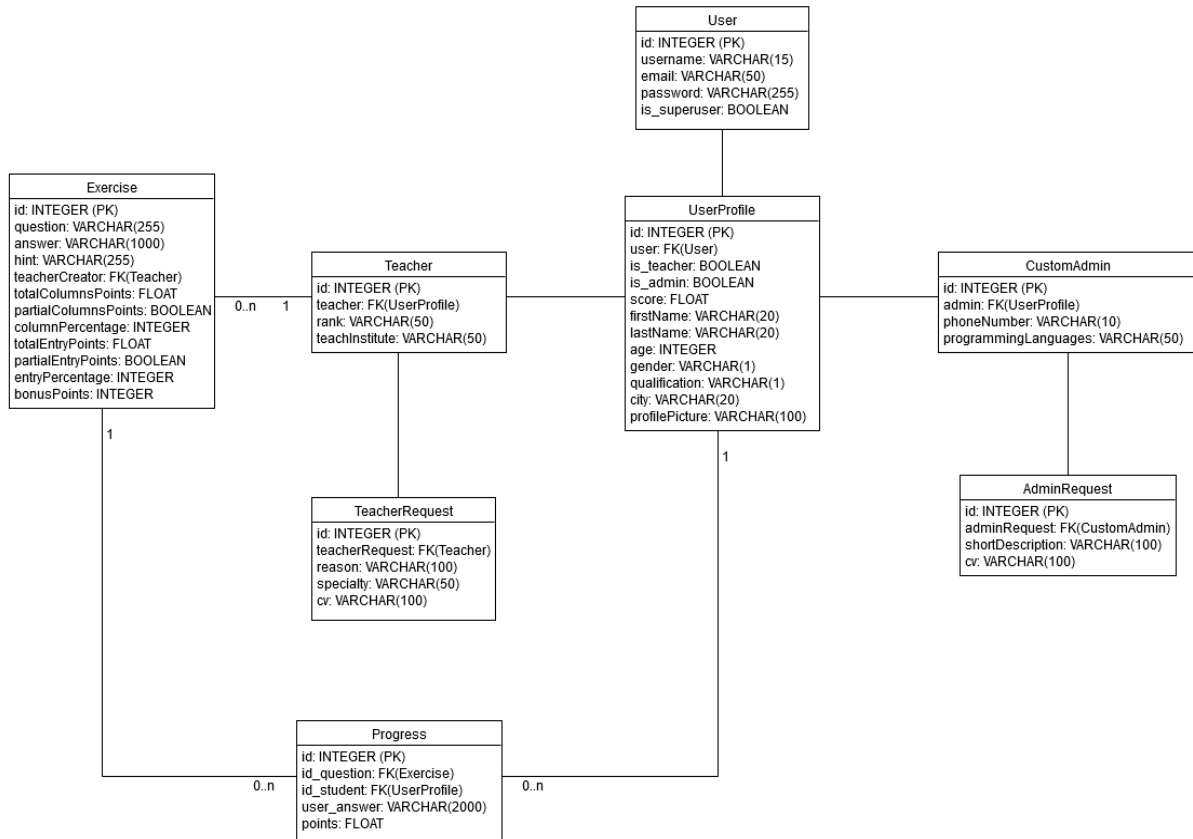 User
id: INTEGER (PK)
username: VARCHAR(15)
email: VARCHAR(50)
password: VARCHAR(255)
is_superuser: BOOLEAN
Exercise
id: INTEGER (PK)
question: VARCHAR(255)
answer: VARCHAR(1000)
hint: VARCHAR(255)
teacherCreator: FK(Teacher)
totalColumnsPoints: FLOAT
partialColumnsPoints: BOOLEAN
columnPercentage: INTEGER
totalEntryPoints: FLOAT
partialEntryPoints: BOOLEAN
entryPercentage: INTEGER
bonusPoints: INTEGER
0..n
1
Teacher
id: INTEGER (PK)
teacher: FK(UserProfile)
rank: VARCHAR(50)
teachInstitute: VARCHAR(50)
UserProfile
id: INTEGER (PK)
user: FK(User)
is_teacher: BOOLEAN
is_admin: BOOLEAN
score: FLOAT
firstName: VARCHAR(20)
lastName: VARCHAR(20)
age: INTEGER
gender: VARCHAR(1)
qualification: VARCHAR(1)
city: VARCHAR(20)
profilePicture: VARCHAR(100)
CustomAdmin
id: INTEGER (PK)
admin: FK(UserProfile)
phoneNumber: VARCHAR(10)
programmingLanguages: VARCHAR(50)
1
1
TeacherRequest
id: INTEGER (PK)
teacherRequest: FK(Teacher)
reason: VARCHAR(100)
specialty: VARCHAR(50)
cv: VARCHAR(100)
AdminRequest
id: INTEGER (PK)
adminRequest: FK(CustomAdmin)
shortDescription: VARCHAR(100)
cv: VARCHAR(100)
Progress
id: INTEGER (PK)
id_question: FK(Exercise)
id_student: FK(UserProfile)
user_answer: VARCHAR(2000)
points: FLOAT
0..n
0..n